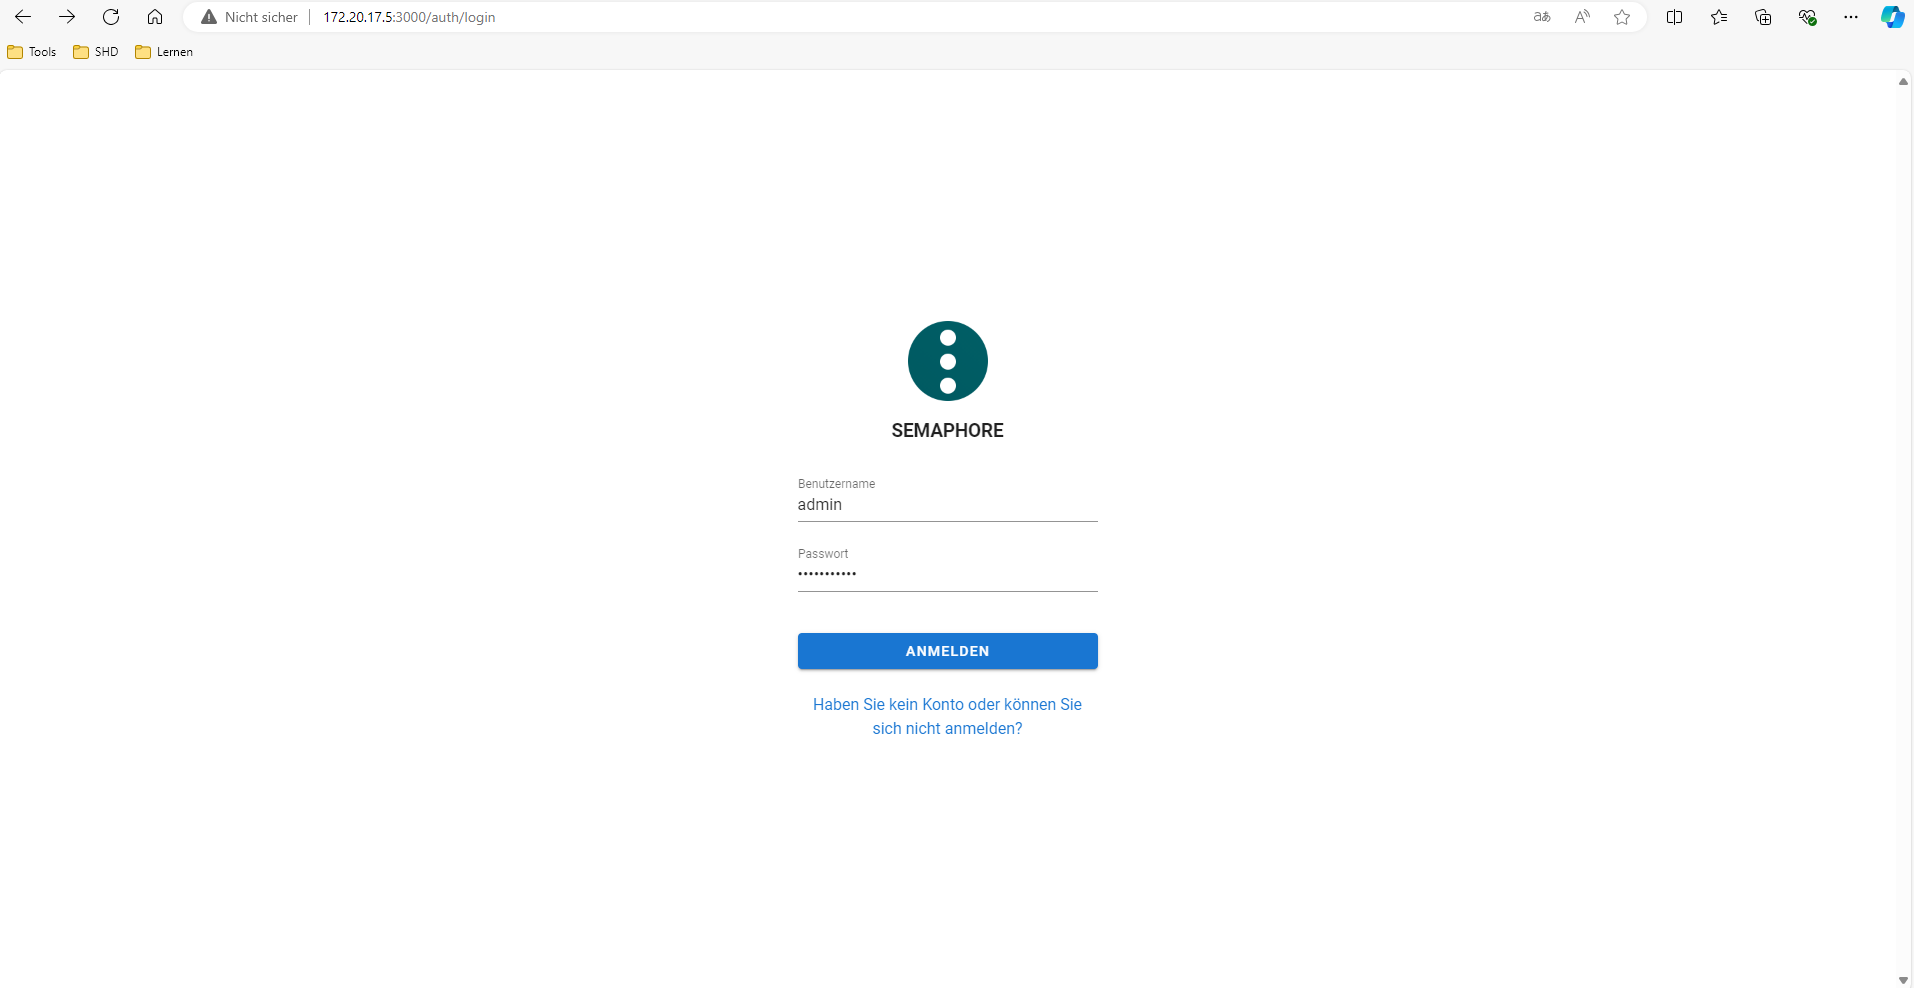 Nicht sicher 172.20.17.5:3000/auth/login
Tools SHD Lernen
SEMAPHORE
Benutzername
admin
Passwort
•••••••••••
ANMELDEN
Haben Sie kein Konto oder können Sie
sich nicht anmelden?